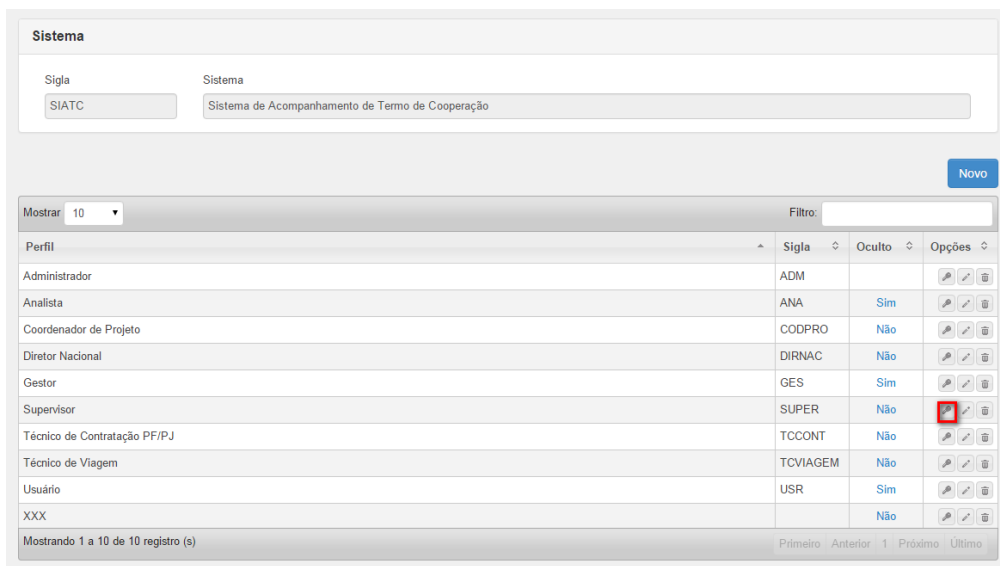 Sistema
Sigla Sistema
SIATC Sistema de Acompanhamento de Termo de Cooperação
Novo
Mostrar 10 Filtro:
Perfil Sigla Oculto Opções
Administrador ADM
Analista ANA Sim
Coordenador de Projeto CODPRO Não
Diretor Nacional DIRNAC Não
Gestor GES Sim
Supervisor SUPER Não
Técnico de Contratação PF/PJ TCCONT Não
Técnico de Viagem TCVIAGEM Não
Usuário USR Sim
XXX Não
Mostrando 1 a 10 de 10 registro (s) Primeiro Anterior 1 Próximo Último